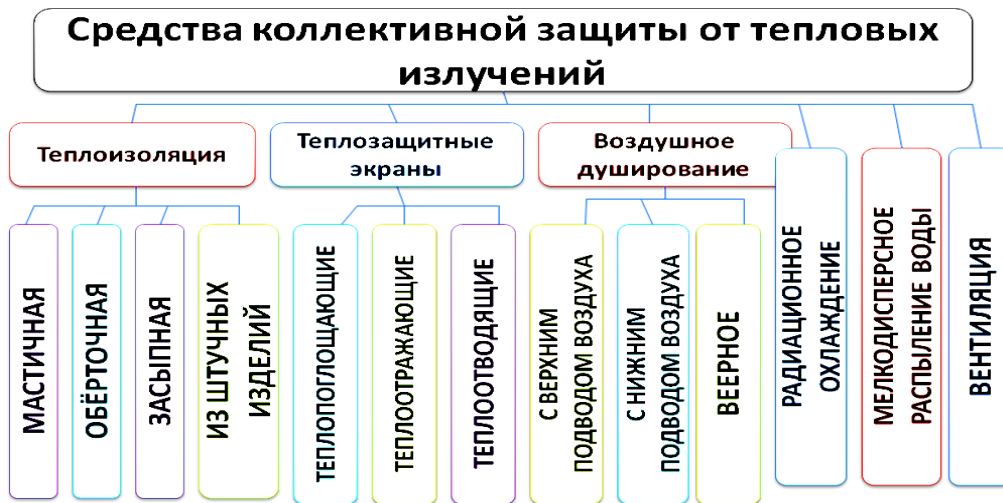 Средства коллективной защиты от тепловых
излучений
Теплоизоляция
Теплозащитные
экраны
Воздушное
душирование
МАСТИЧНАЯ
ОБЁРТОЧНАЯ
ЗАСЫПНАЯ
ИЗ ШТУЧНЫХ
ИЗДЕЛИЙ
ТЕПЛОПОГЛОЩАЮЩИЕ
ТЕПЛООТРАЖАЮЩИЕ
ТЕПЛООТВОДЯЩИЕ
С ВЕРХНИМ
ПОДВОДОМ ВОЗДУХА
С НИЖНИМ
ПОДВОДОМ ВОЗДУХА
ВЕЕРНОЕ
РАДИАЦИОННОЕ
ОХЛАЖДЕНИЕ
МЕЛКОДИСПЕРСНОЕ
РАСПЫЛЕНИЕ ВОДЫ
ВЕНТИЛЯЦИЯ